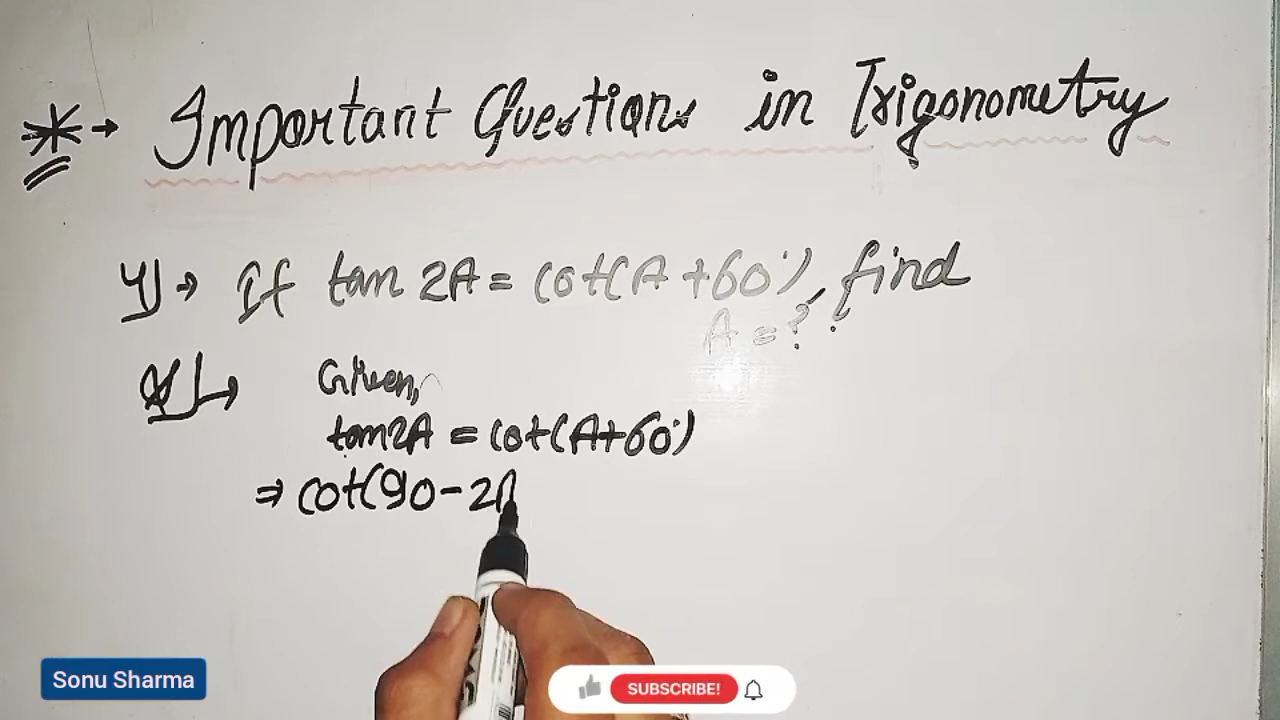 Important Questions in Trigonometry
4) → If tan 2A = cot(A + 60°), find
A = ?
Given,
tan2A = cot(A+60°)
⇒ cot(90-2A
Sonu Sharma
SUBSCRIBE!